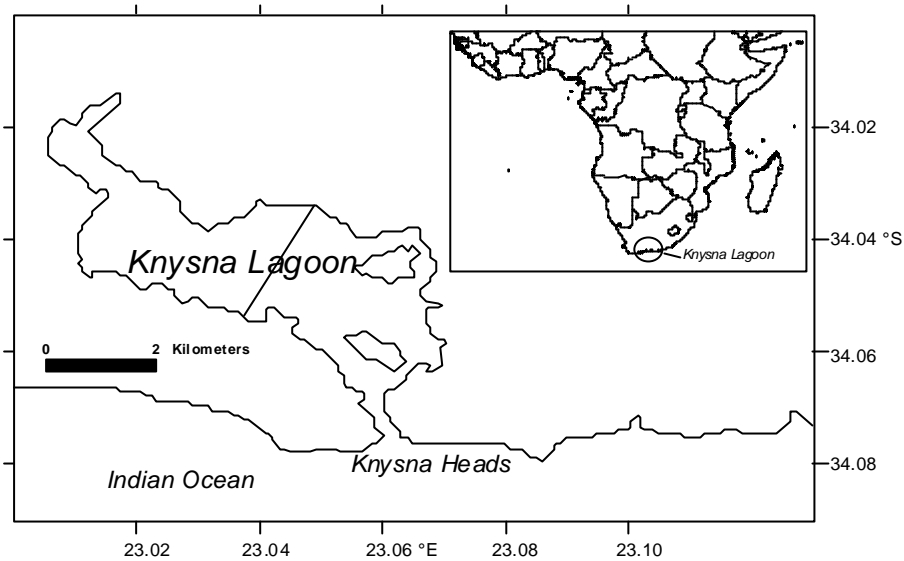 34.02
34.04 °S
Knysna Lagoon
Knysna Lagoon
0 2 Kilometers
34.06
Knysna Heads
34.08
Indian Ocean
23.02 23.04 23.06 °E 23.08 23.10